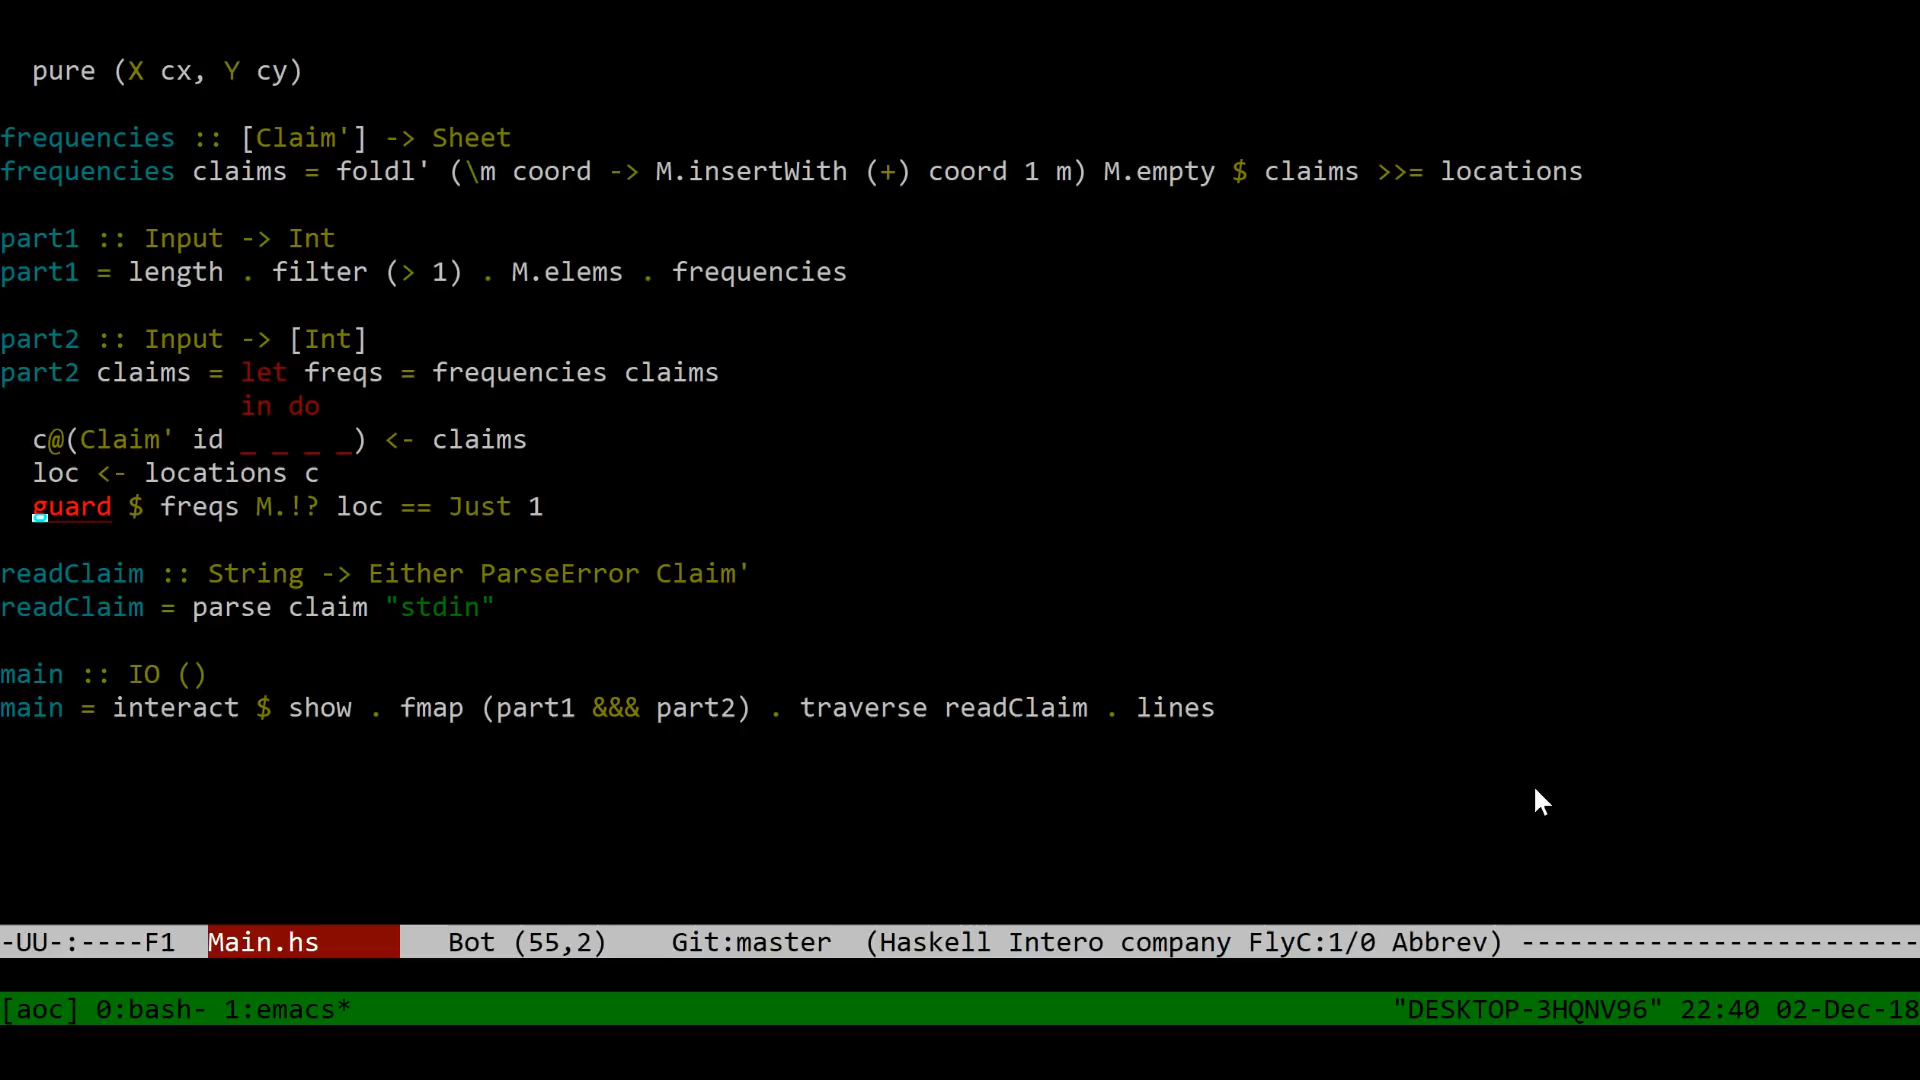 pure (X cx, Y cy)
frequencies :: [Claim'] -> Sheet
frequencies claims = foldl' (\m coord -> M.insertWith (+) coord 1 m) M.empty $ claims >>= locations
part1 :: Input -> Int
part1 = length . filter (> 1) . M.elems . frequencies
part2 :: Input -> [Int]
part2 claims = let freqs = frequencies claims
               in do
  c@(Claim' id _ _ _ _) <- claims
  loc <- locations c
  guard $ freqs M.!? loc == Just 1
readClaim :: String -> Either ParseError Claim'
readClaim = parse claim "stdin"
main :: IO ()
main = interact $ show . fmap (part1 &&& part2) . traverse readClaim . lines
-UU-:----F1  Main.hs        Bot (55,2)    Git:master  (Haskell Intero company FlyC:1/0 Abbrev) -------------------------
[aoc] 0:bash- 1:emacs* "DESKTOP-3HQNV96" 22:40 02-Dec-18